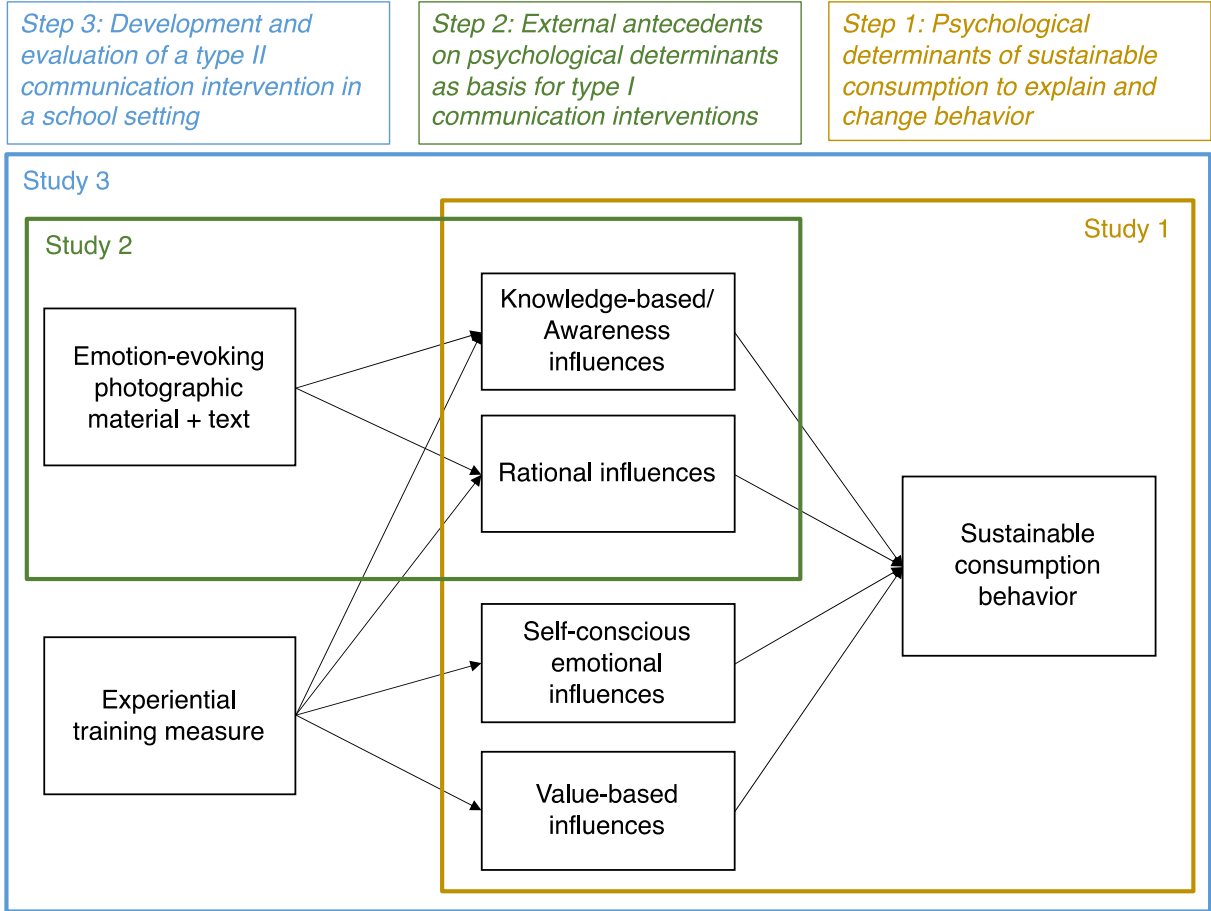 Step 3: Development and
evaluation of a type II
communication intervention in
a school setting
Step 2: External antecedents
on psychological determinants
as basis for type I
communication interventions
Step 1: Psychological
determinants of sustainable
consumption to explain and
change behavior
Study 3
Study 1
Study 2
Emotion-evoking
photographic
material + text
Knowledge-based/
Awareness
influences
Rational influences
Sustainable
consumption
behavior
Experiential
training measure
Self-conscious
emotional
influences
Value-based
influences